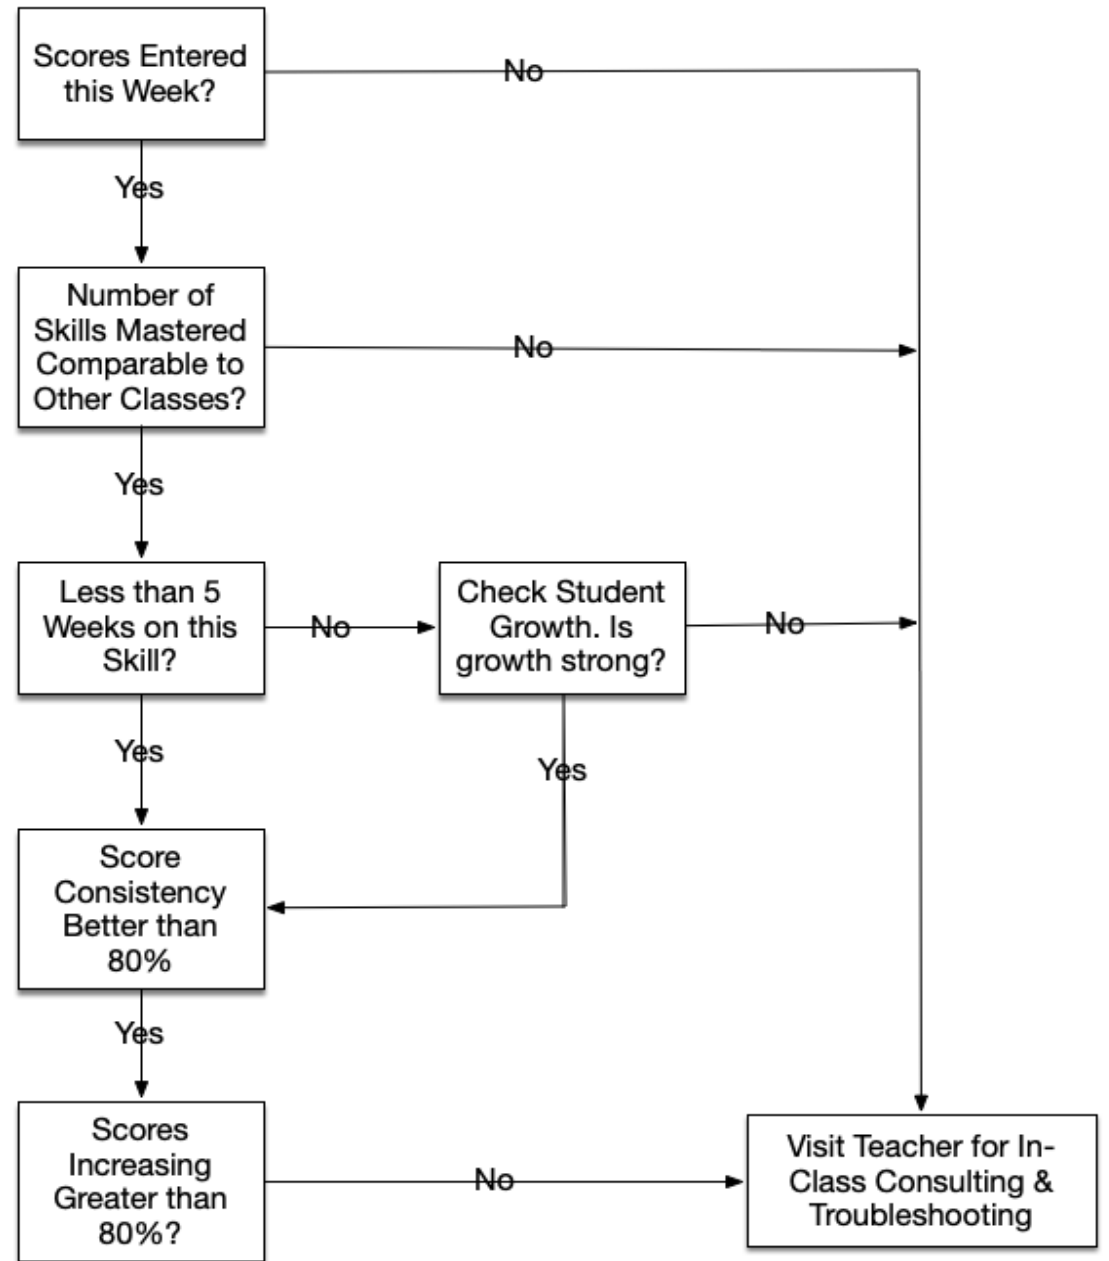 Scores Entered
this Week?
No
Yes
Number of
Skills Mastered
Comparable to
Other Classes?
No
Yes
Less than 5
Weeks on this
Skill?
No
Check Student
Growth. Is
growth strong?
No
Yes
Yes
Score
Consistency
Better than
80%
Yes
Scores
Increasing
Greater than
80%?
No
Visit Teacher for In-
Class Consulting &
Troubleshooting